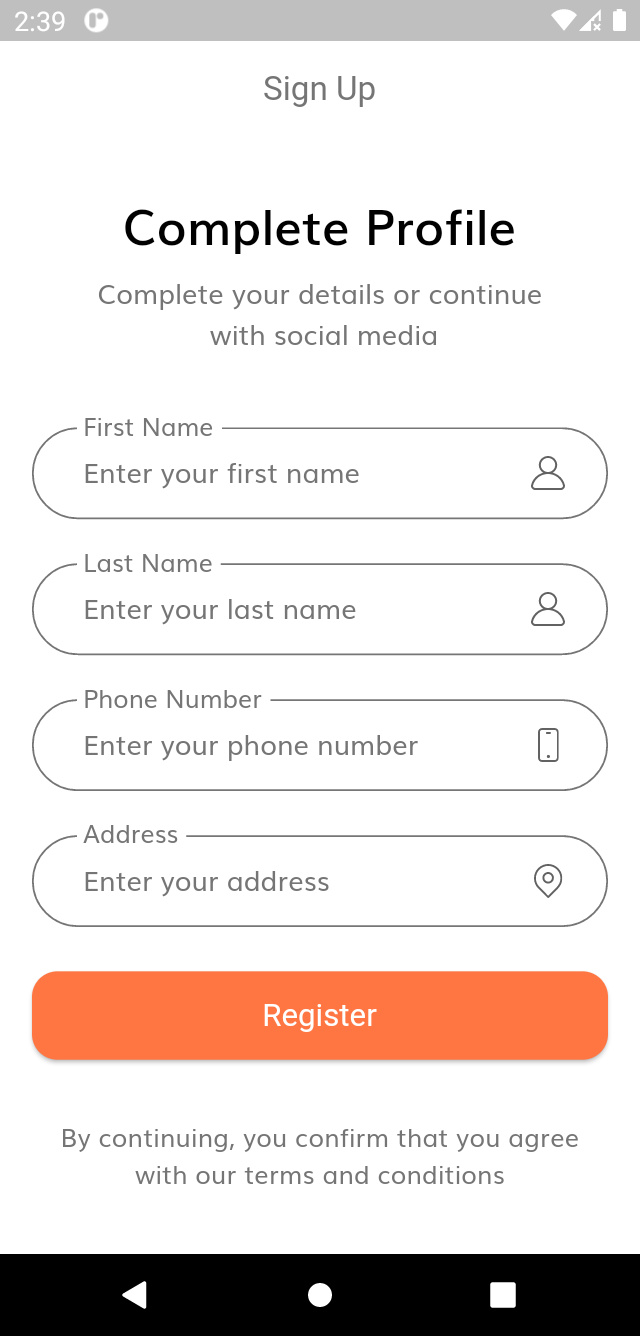 2:39
Sign Up
Complete Profile
Complete your details or continue
with social media
First Name
Enter your first name
Last Name
Enter your last name
Phone Number
Enter your phone number
Address
Enter your address
Register
By continuing, you confirm that you agree
with our terms and conditions